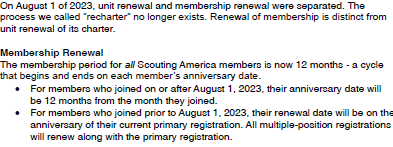 On August 1 of 2023, unit renewal and membership renewal were separated. The
process we called "recharter" no longer exists. Renewal of membership is distinct from
unit renewal of its charter.

Membership Renewal
The membership period for all Scouting America members is now 12 months - a cycle
that begins and ends on each member's anniversary date.
• For members who joined on or after August 1, 2023, their anniversary date will
be 12 months from the month they joined.
• For members who joined prior to August 1, 2023, their renewal date will be on the
anniversary of their current primary registration. All multiple-position registrations
will renew along with the primary registration.